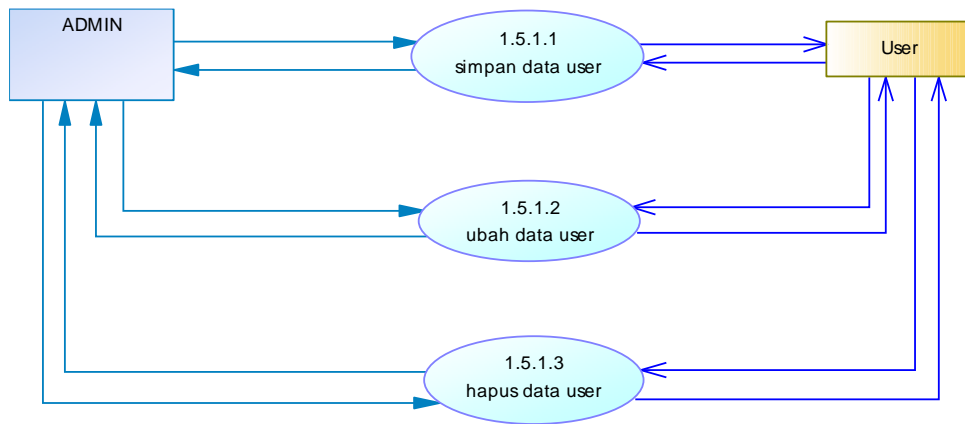 ADMIN
1.5.1.1
simpan data user
User
1.5.1.2
ubah data user
1.5.1.3
hapus data user